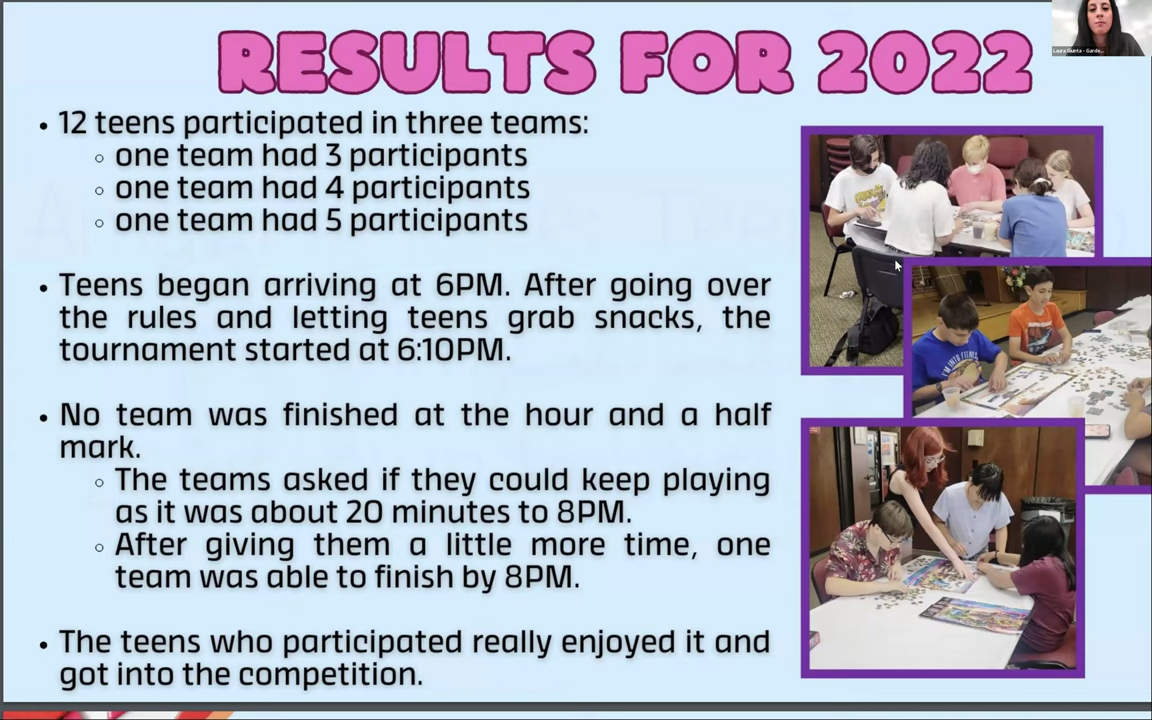 RESULTS FOR 2022
Laura Giunta - Garde...
• 12 teens participated in three teams:
◦ one team had 3 participants
◦ one team had 4 participants
◦ one team had 5 participants
• Teens began arriving at 6PM. After going over
the rules and letting teens grab snacks, the
tournament started at 6:10PM.
• No team was finished at the hour and a half
mark.
◦ The teams asked if they could keep playing
as it was about 20 minutes to 8PM.
◦ After giving them a little more time, one
team was able to finish by 8PM.
• The teens who participated really enjoyed it and
got into the competition.